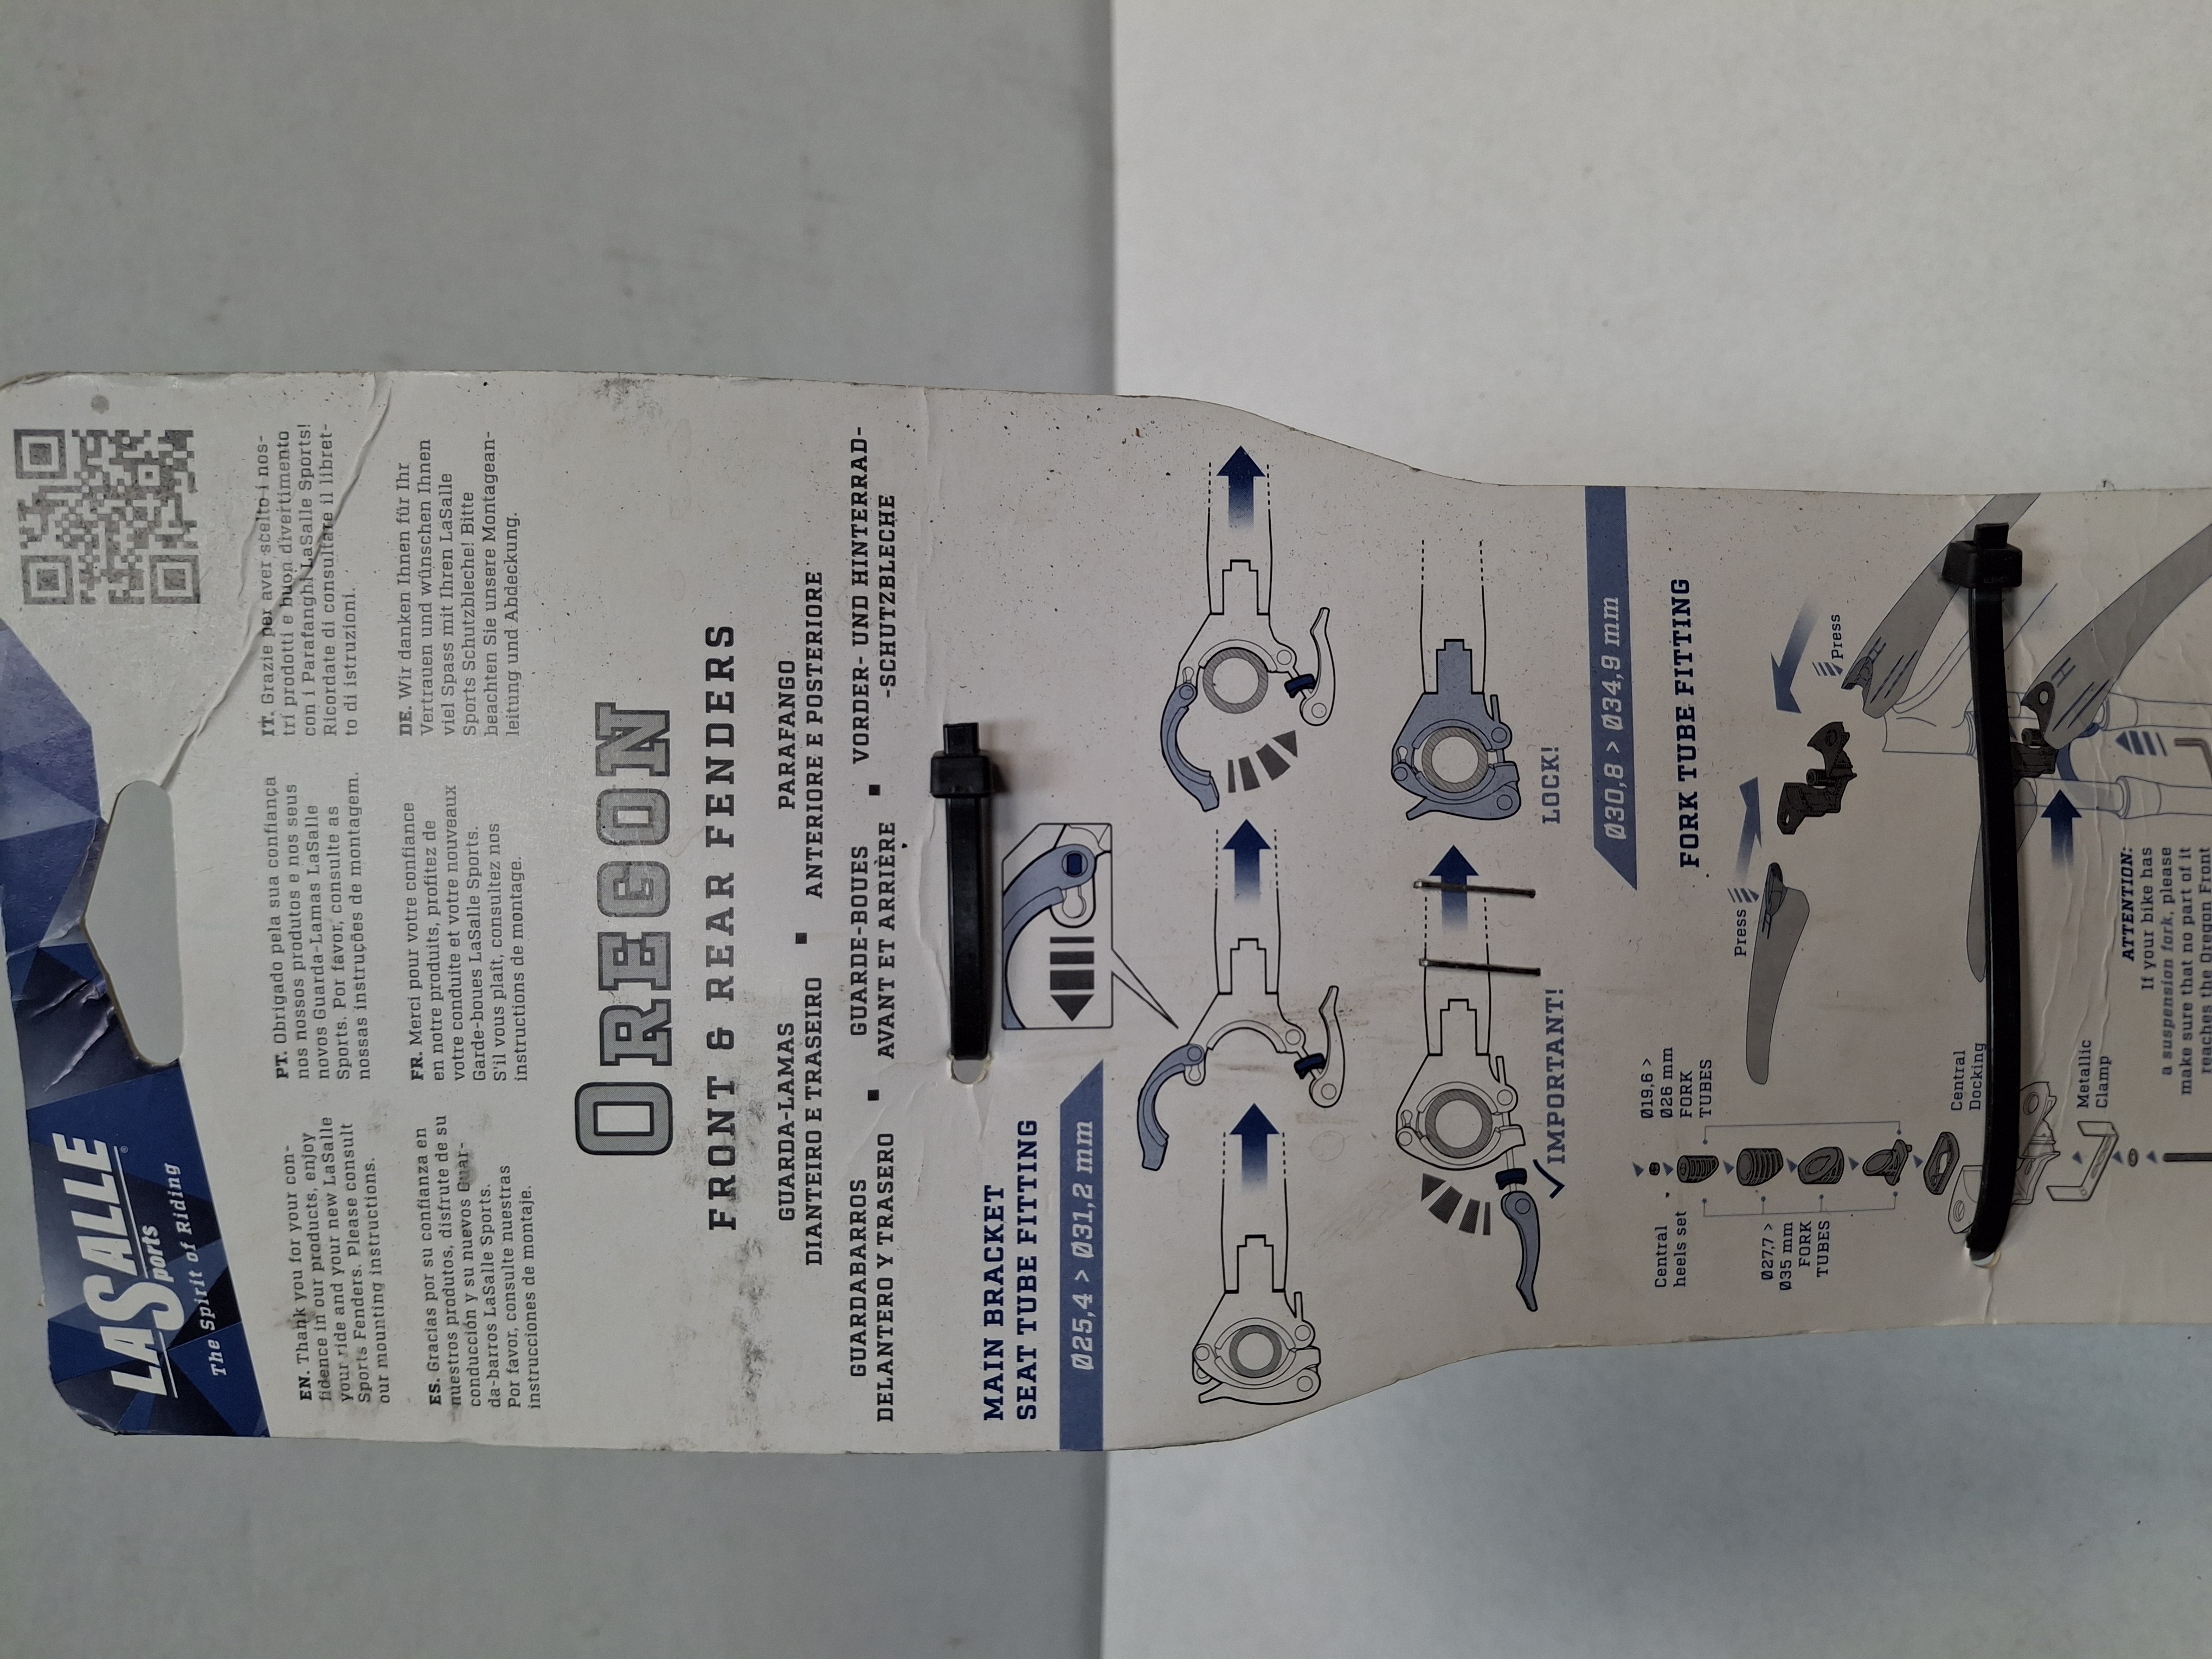 LASALLE®
Sports
The Spirit of Riding
EN. Thank you for your con-
fidence in our products, enjoy
your ride and your new LaSalle
Sports Fenders. Please consult
our mounting instructions.
PT. Obrigado pela sua confiança
nos nossos produtos e nos seus
novos Guarda-Lamas LaSalle
Sports. Por favor, consulte as
nossas instruções de montagem.
IT. Grazie per aver scelto i nos-
tri prodotti e buon divertimento
con i Parafanghi LaSalle Sports!
Ricordate di consultare il libret-
to di istruzioni.
ES. Gracias por su confianza en
nuestros produtos, disfrute de su
conducción y su nuevos Guar-
da-barros LaSalle Sports.
Por favor, consulte nuestras
instrucciones de montaje.
FR. Merci pour votre confiance
en notre produits, profitez de
votre conduite et votre nouveaux
Garde-boues LaSalle Sports.
S'il vous plaît, consultez nos
instructions de montage.
DE. Wir danken Ihnen für Ihr
Vertrauen und wünschen Ihnen
viel Spass mit Ihren LaSalle
Sports Schutzbleche! Bitte
beachten Sie unsere Montagean-
leitung und Abdeckung.
OREGON
FRONT & REAR FENDERS
GUARDA-LAMAS
DIANTEIRO E TRASEIRO
PARAFANGO
ANTERIORE E POSTERIORE
GUARDABARROS
DELANTERO Y TRASERO
GUARDE-BOUES
AVANT ET ARRIÈRE
VORDER- UND HINTERRAD-
-SCHUTZBLECHE
MAIN BRACKET
SEAT TUBE FITTING
Ø25,4 > Ø31,2 mm
IMPORTANT!
LOCK!
Ø30,8 > Ø34,9 mm
FORK TUBE FITTING
Central
heels set
Ø19,6 >
Ø26 mm
FORK
TUBES
Ø27,7 >
Ø35 mm
FORK
TUBES
Press
Press
Central
Docking
Metallic
Clamp
ATTENTION:
If your bike has
a suspension fork, please
make sure that no part of it
reaches the Oregon Front